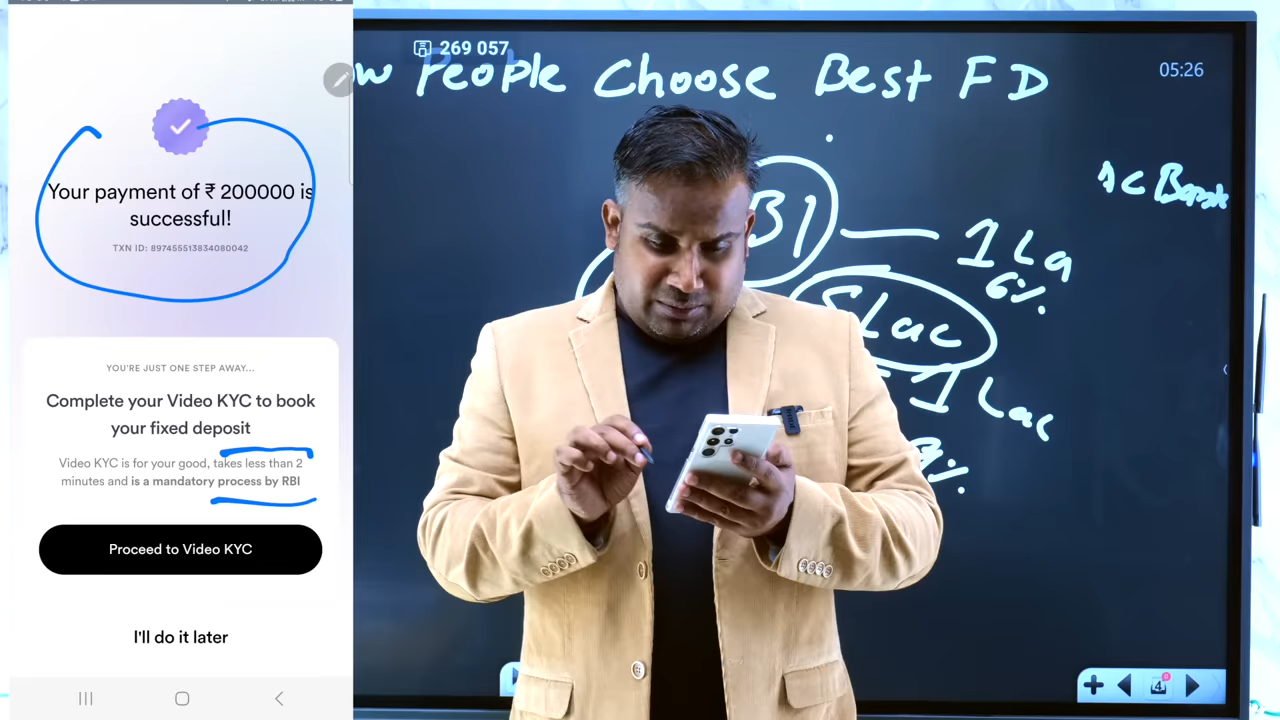 Your payment of ₹ 200000 is
successful!
TXN ID: 897455513834080042
YOU'RE JUST ONE STEP AWAY...
Complete your Video KYC to book
your fixed deposit
Video KYC is for your good, takes less than 2
minutes and is a mandatory process by RBI
Proceed to Video KYC
I'll do it later
269 057
05:26
People Choose Best FD
1 La
6%.
5Lac
1 Lac
4